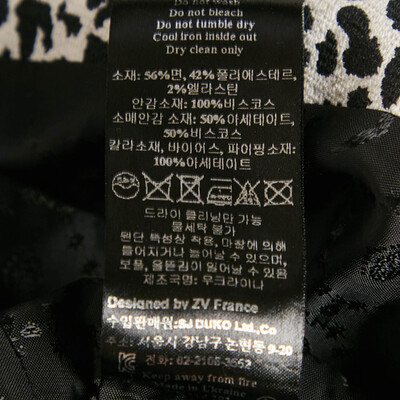 Do not wash
Do not bleach
Do not tumble dry
Cool iron inside out
Dry clean only
소재: 56%면, 42%폴리에스테르,
2%엘라스틴
안감소재: 100%비스코스
소메안감 소재: 50%아세테이트,
50%비스코스
칼라소재, 바이어스, 파이핑소재:
100%아세테이트
드라이 클리닝만 가능
물세탁 불가
원단 특성상 착용, 마찰에 의해
뜯어지거나 늘어날 수 있으며,
보풀, 올뜯김이 일어날 수 있음
제조국명: 우크라이나
Designed by ZV France
수입판매원:SJ DUKO Ltd.,Co
주소: 서울시 강남구 논현동 9-20
전화: 02-2106-3552
Keep away from fire
Made in Ukraine